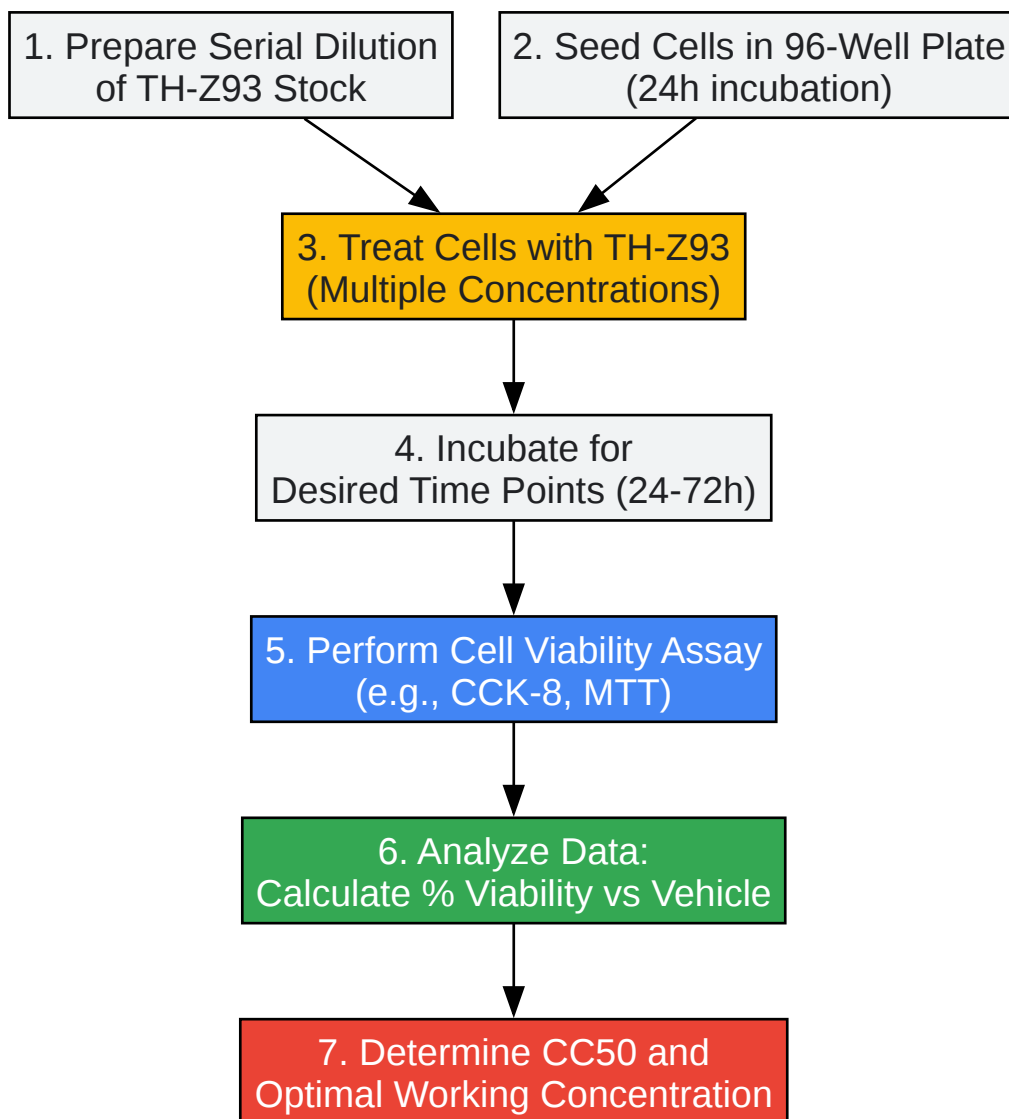 1. Prepare Serial Dilution
of TH-Z93 Stock
2. Seed Cells in 96-Well Plate
(24h incubation)
3. Treat Cells with TH-Z93
(Multiple Concentrations)
4. Incubate for
Desired Time Points (24-72h)
5. Perform Cell Viability Assay
(e.g., CCK-8, MTT)
6. Analyze Data:
Calculate % Viability vs Vehicle
7. Determine CC50 and
Optimal Working Concentration